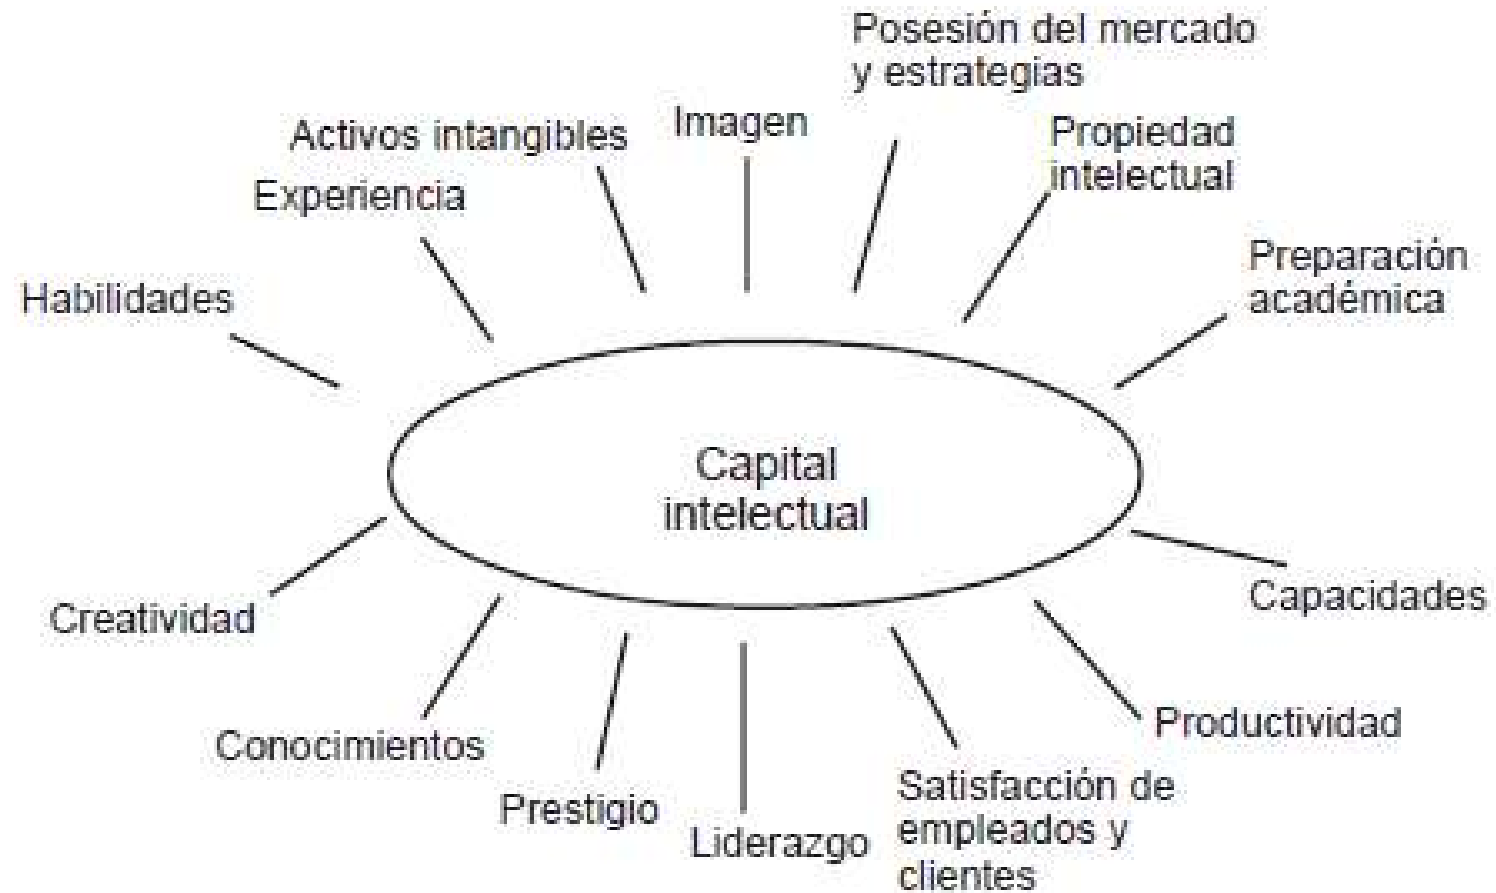 Posesión del mercado
y estrategias
Imagen
Activos intangibles
Propiedad
intelectual
Experiencia
Preparación
académica
Habilidades
Capital
intelectual
Capacidades
Creatividad
Productividad
Conocimientos
Satisfacción de
empleados y
clientes
Prestigio
Liderazgo